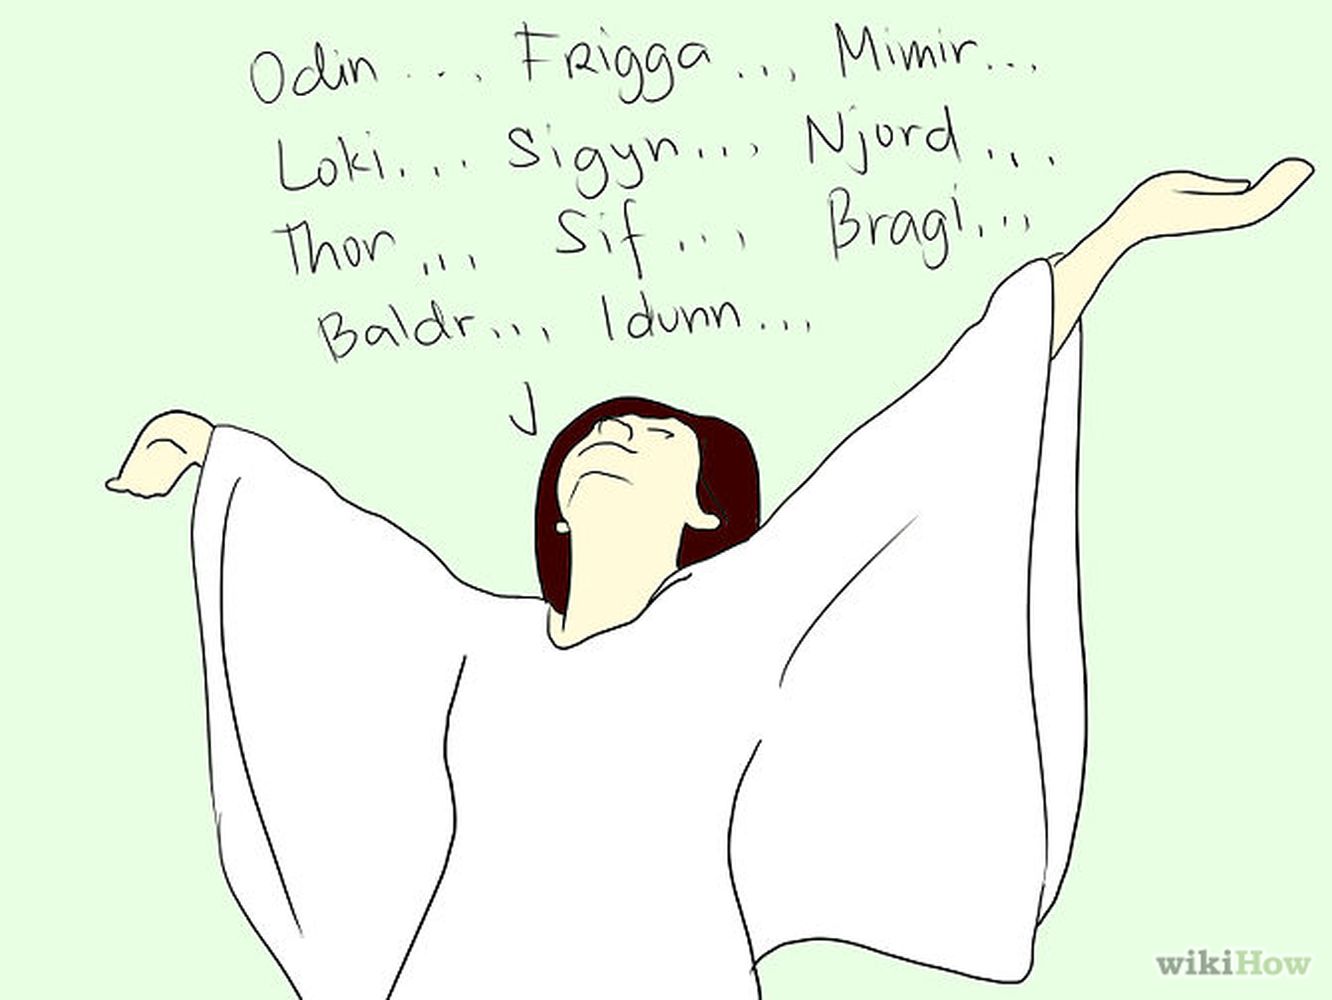 Odin... Frigga... Mimir...
Loki... Sigyn... Njord...
Thor... Sif... Bragi...
Baldr... Idunn...
wikiHow